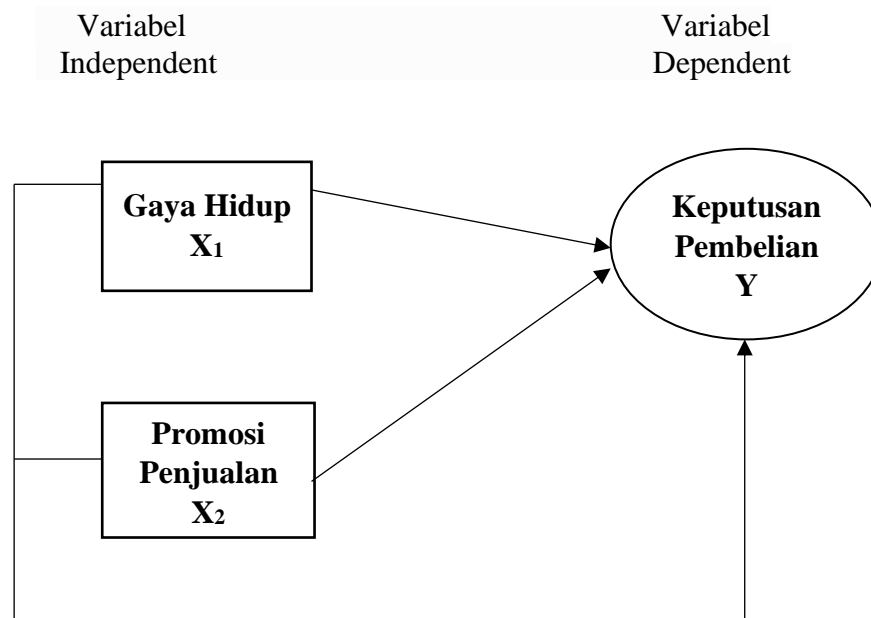 Variabel
Independent
Variabel
Dependent
Gaya Hidup
X₁
Keputusan
Pembelian
Y
Promosi
Penjualan
X₂